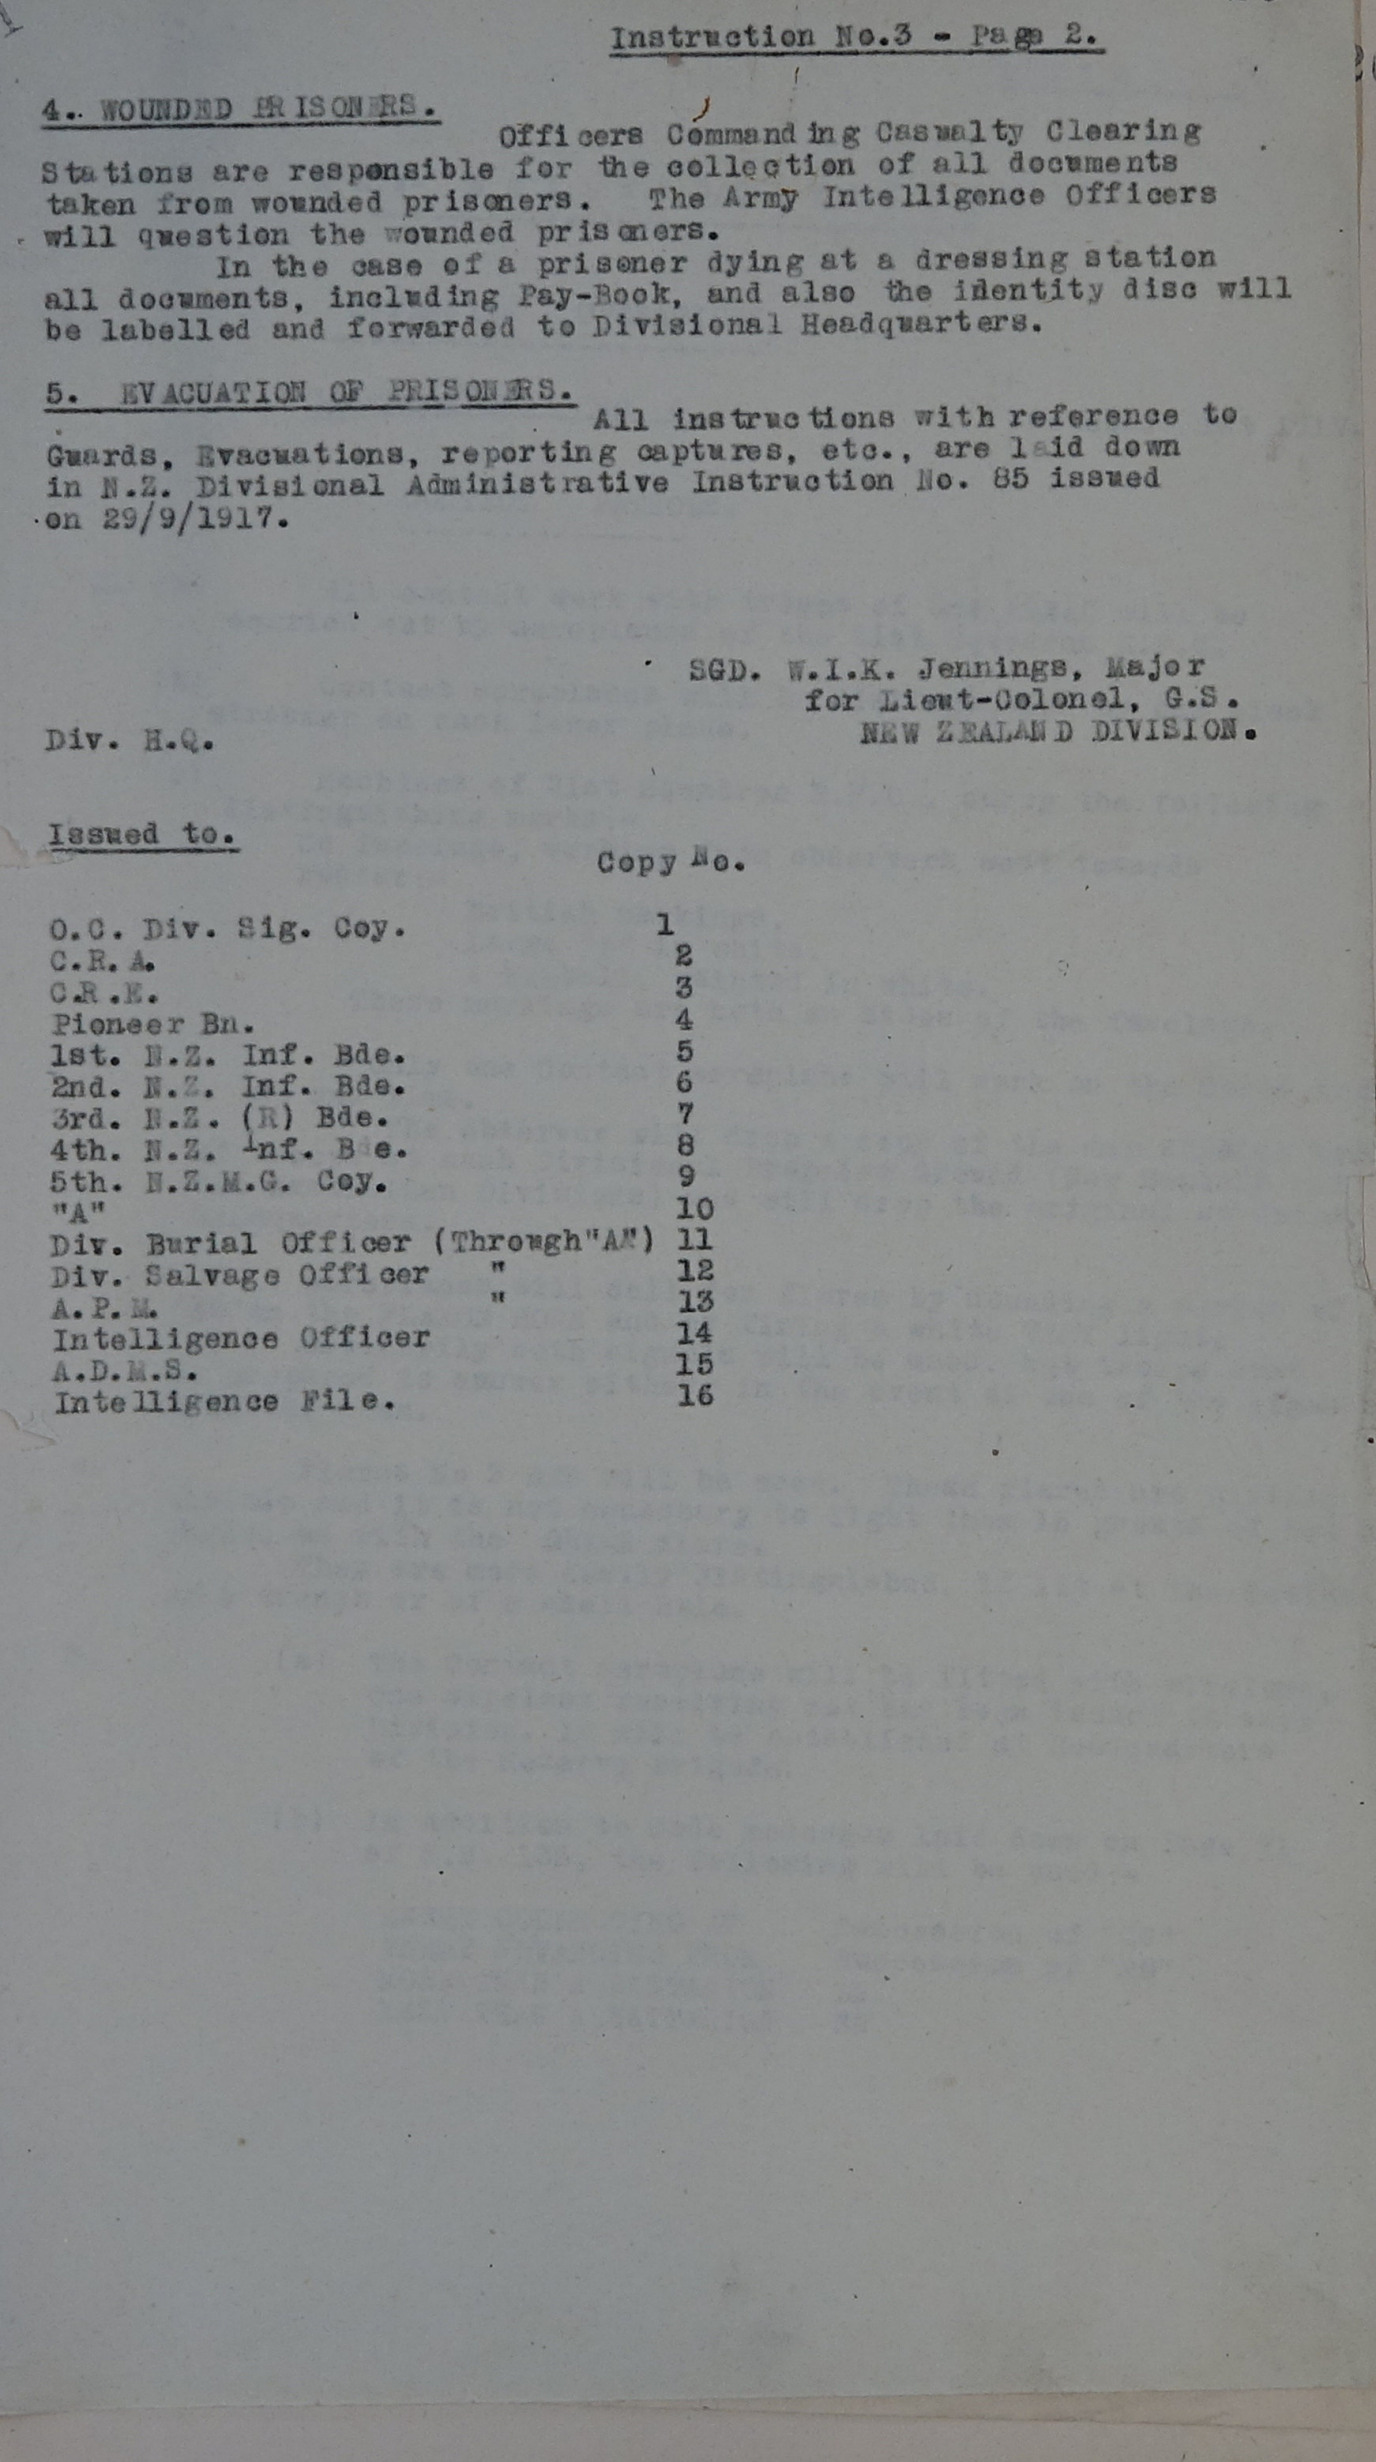 Instruction No.3 - Page 2.
4.. WOUNDED PRISONERS.
Officers Commanding Casualty Clearing
Stations are responsible for the collection of all documents
taken from wounded prisoners. The Army Intelligence Officers
will question the wounded prisoners.
In the case of a prisoner dying at a dressing station
all documents, including Pay-Book, and also the identity disc will
be labelled and forwarded to Divisional Headquarters.
5. EVACUATION OF PRISONERS.
All instructions with reference to
Guards, Evacuations, reporting captures, etc., are laid down
in N.Z. Divisional Administrative Instruction No. 85 issued
on 29/9/1917.
SGD. W.I.K. Jennings, Major
for Lieut-Colonel, G.S.
Div. H.Q. NEW ZEALAND DIVISION.
Issued to.
Copy No.
O.C. Div. Sig. Coy. 1
C.R.A. 2
C.R.E. 3
Pioneer Bn. 4
1st. N.Z. Inf. Bde. 5
2nd. N.Z. Inf. Bde. 6
3rd. N.Z. (R) Bde. 7
4th. N.Z. Inf. Bde. 8
5th. N.Z.M.G. Coy. 9
"A" 10
Div. Burial Officer (Through"A") 11
Div. Salvage Officer " 12
A.P.M. " 13
Intelligence Officer 14
A.D.M.S. 15
Intelligence File. 16